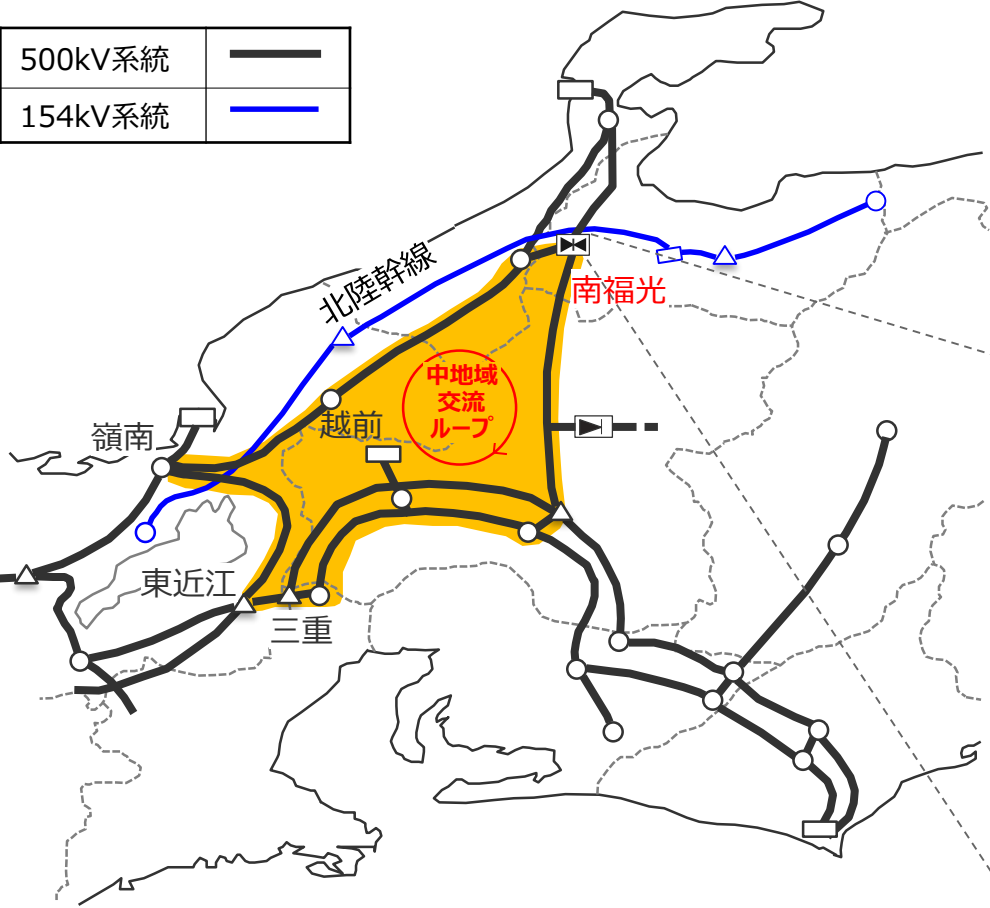 500kV系統
154kV系統
北陸幹線
南福光
中地域
交流
ループ
越前
嶺南
東近江
三重